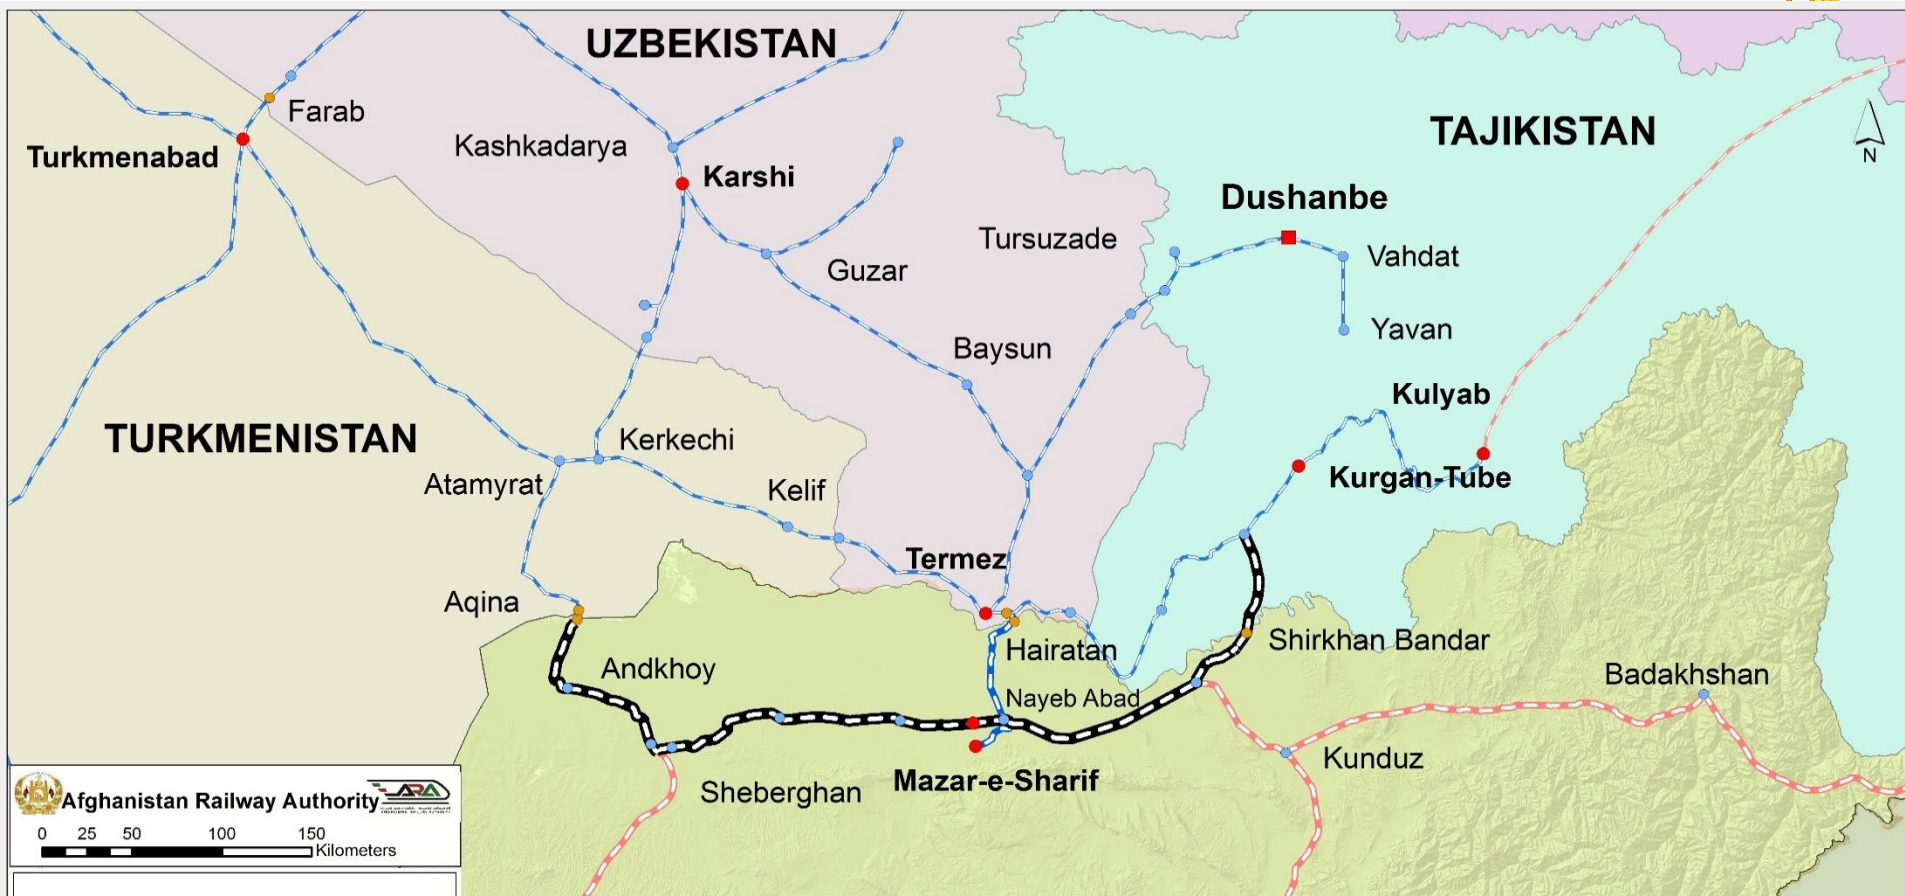 UZBEKISTAN
Farab
TAJIKISTAN
Kashkadarya
Turkmenabad
N
Karshi
Dushanbe
Tursuzade
Vahdat
Guzar
Yavan
Baysun
Kulyab
TURKMENISTAN
Kerkechi
Atamyrat
Kelif
Kurgan-Tube
Termez
Aqina
Shirkhan Bandar
Hairatan
Andkhoy
Badakhshan
Nayeb Abad
Kunduz
Mazar-e-Sharif
Sheberghan
Afghanistan Railway Authority
ARA
0 25 50 100 150
Kilometers